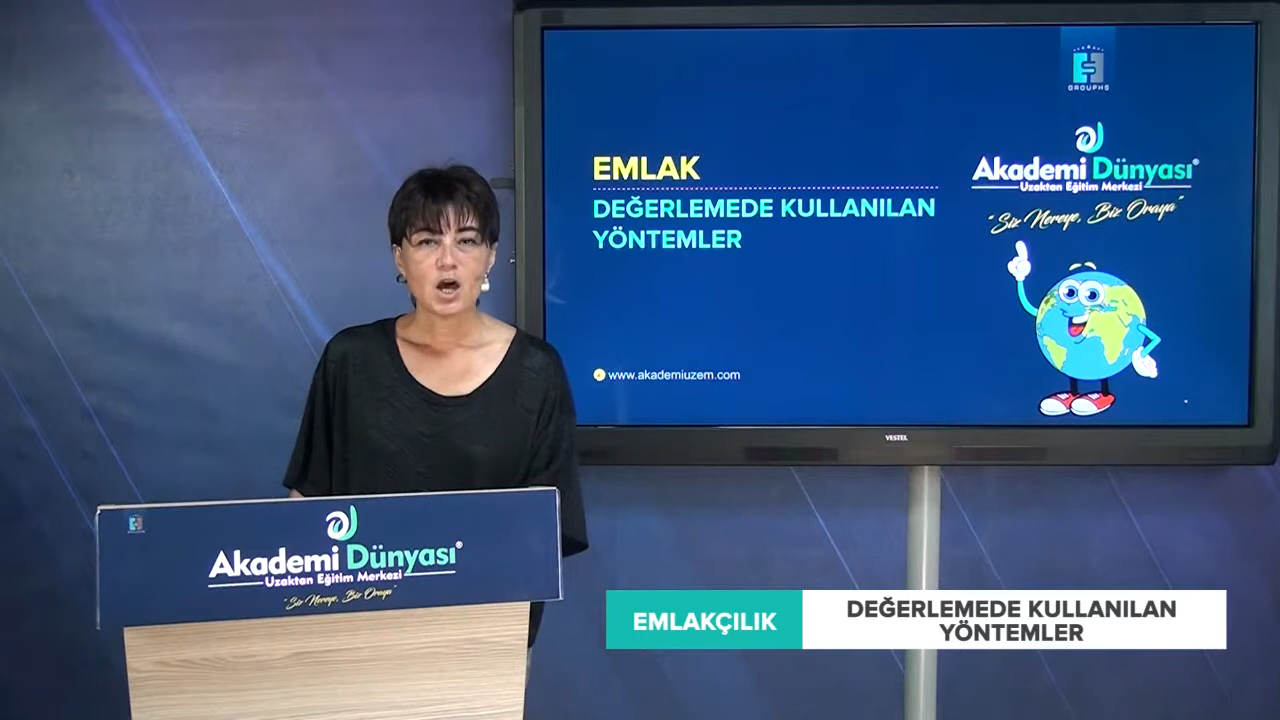 GROUPHG
EMLAK
DEĞERLEMEDE KULLANILAN
YÖNTEMLER
www.akademiuzem.com
Akademi Dünyası®
Uzaktan Eğitim Merkezi
"Siz Nereye, Biz Oraya"
VESTEL
Akademi Dünyası®
Uzaktan Eğitim Merkezi
"Siz Nereye, Biz Oraya"
EMLAKÇILIK
DEĞERLEMEDE KULLANILAN
YÖNTEMLER